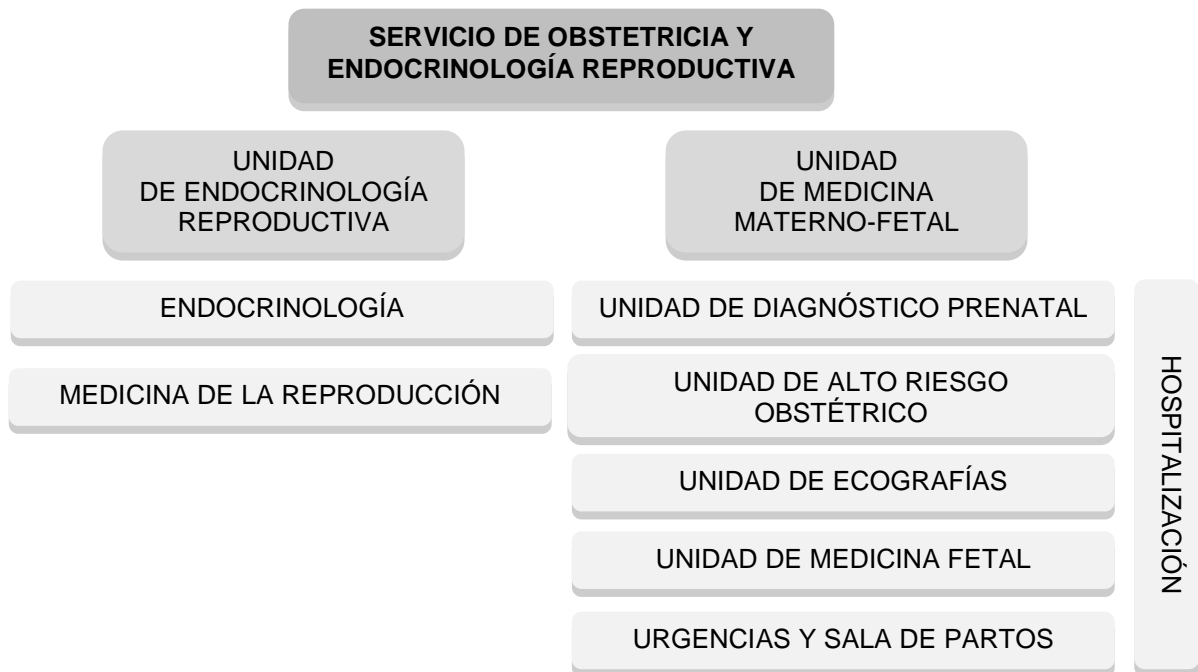 SERVICIO DE OBSTETRICIA Y
ENDOCRINOLOGÍA REPRODUCTIVA
UNIDAD
DE ENDOCRINOLOGÍA
REPRODUCTIVA
UNIDAD
DE MEDICINA
MATERNO-FETAL
ENDOCRINOLOGÍA
MEDICINA DE LA REPRODUCCIÓN
UNIDAD DE DIAGNÓSTICO PRENATAL
UNIDAD DE ALTO RIESGO
OBSTÉTRICO
UNIDAD DE ECOGRAFÍAS
UNIDAD DE MEDICINA FETAL
URGENCIAS Y SALA DE PARTOS
HOSPITALIZACIÓN